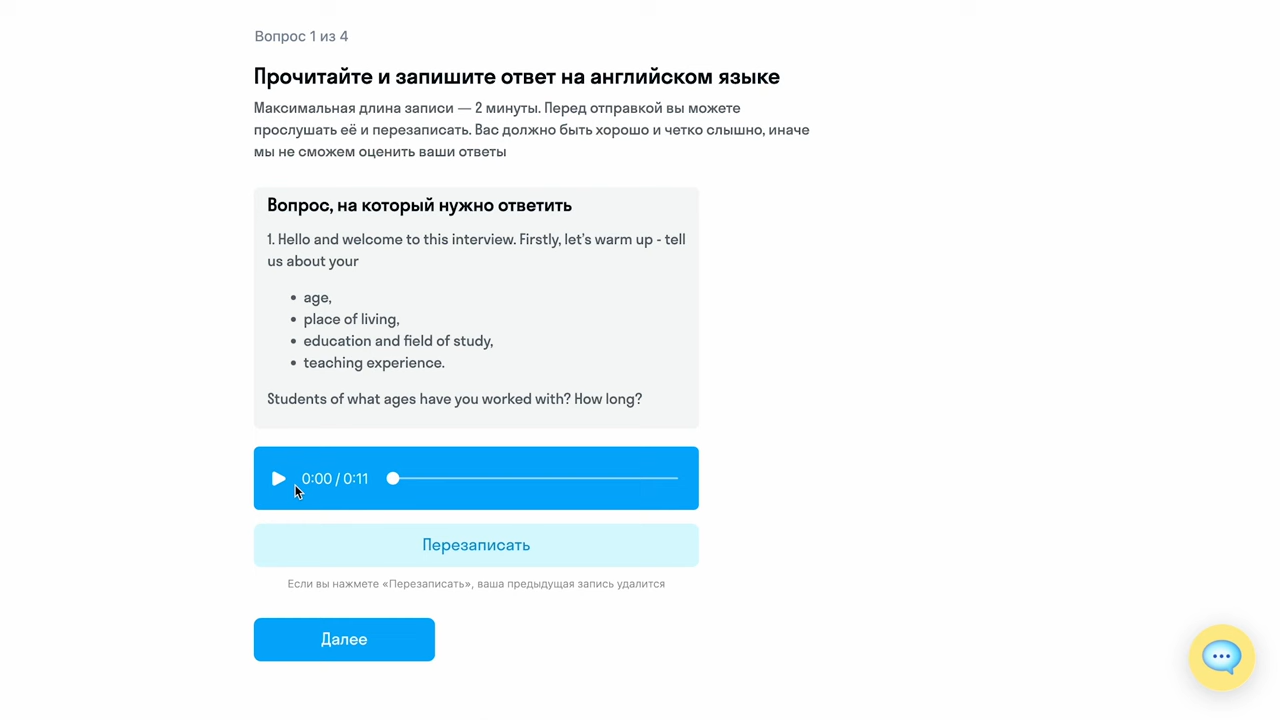 Вопрос 1 из 4
Прочитайте и запишите ответ на английском языке
Максимальная длина записи — 2 минуты. Перед отправкой вы можете
прослушать её и перезаписать. Вас должно быть хорошо и четко слышно, иначе
мы не сможем оценить ваши ответы
Вопрос, на который нужно ответить
1. Hello and welcome to this interview. Firstly, let's warm up - tell
us about your
• age,
• place of living,
• education and field of study,
• teaching experience.
Students of what ages have you worked with? How long?
0:00 / 0:11
Перезаписать
Если вы нажмете «Перезаписать», ваша предыдущая запись удалится
Далее